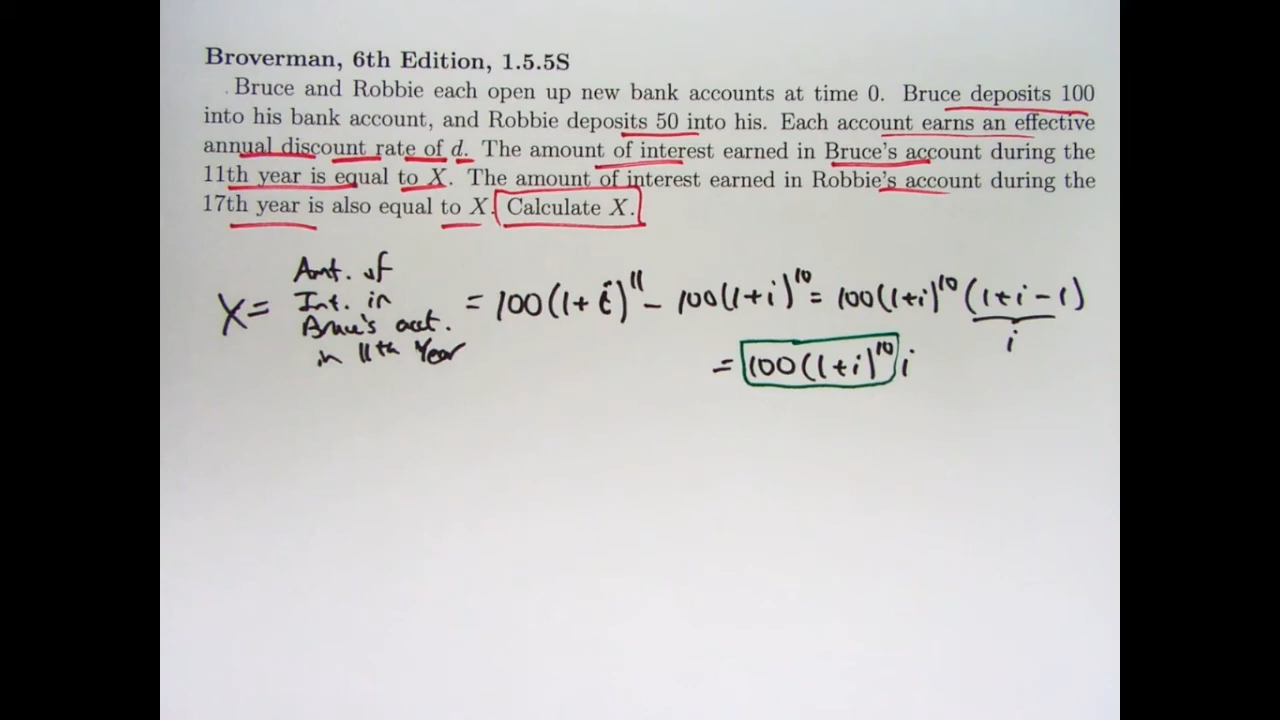 Broverman, 6th Edition, 1.5.5S
Bruce and Robbie each open up new bank accounts at time 0. Bruce deposits 100
into his bank account, and Robbie deposits 50 into his. Each account earns an effective
annual discount rate of d. The amount of interest earned in Bruce's account during the
11th year is equal to X. The amount of interest earned in Robbie's account during the
17th year is also equal to X. Calculate X.
X = Amt. of
Int. in
Bruce's acct.
in 11th Year
= 100(1+i)^11 − 100(1+i)^10 = 100(1+i)^10 (1+i−1)
i
= 100(1+i)^10 i